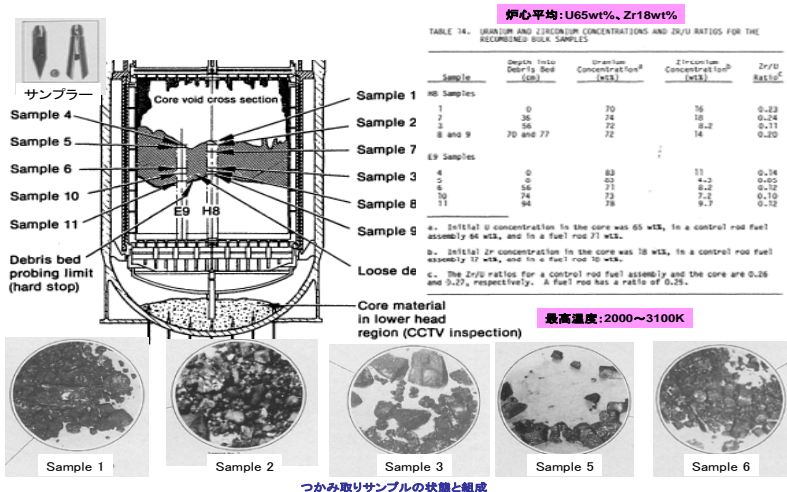 炉心平均：U65wt%、Zr18wt%
TABLE 14. URANIUM AND ZIRCONIUM CONCENTRATIONS AND ZR/U RATIOS FOR THE
RECOMBINED BULK SAMPLES
Sample Depth Into Debris Bed (cm) Uranium Concentrationᵃ (wt%) Zirconium Concentrationᵇ (wt%) Zr/U Ratioᶜ
H8 Samples
1 0 70 16 0.23
7 36 74 18 0.24
3 56 72 8.2 0.11
8 and 9 70 and 77 72 14 0.20
E9 Samples
4 0 83 11 0.14
5 8 83 4.3 0.05
6 56 71 8.2 0.12
10 74 73 7.2 0.10
11 94 78 9.7 0.12
a. Initial U concentration in the core was 65 wt%, in a control rod fuel
assembly 64 wt%, and in a fuel rod 71 wt%.
b. Initial Zr concentration in the core was 18 wt%, in a control rod fuel
assembly 17 wt%, and in a fuel rod 16 wt%.
c. The Zr/U ratios for a control rod fuel assembly and the core are 0.26
and 0.27, respectively. A fuel rod has a ratio of 0.25.
最高温度：2000～3100K
サンプラー
Core void cross section
Sample 4
Sample 5
Sample 6
Sample 10
Sample 11
Debris bed
probing limit
(hard stop)
E9 H8
Sample 1
Sample 2
Sample 7
Sample 3
Sample 8
Sample 9
Loose de
Core material
in lower head
region (CCTV inspection)
Sample 1
Sample 2
Sample 3
Sample 5
Sample 6
つかみ取りサンプルの状態と組成